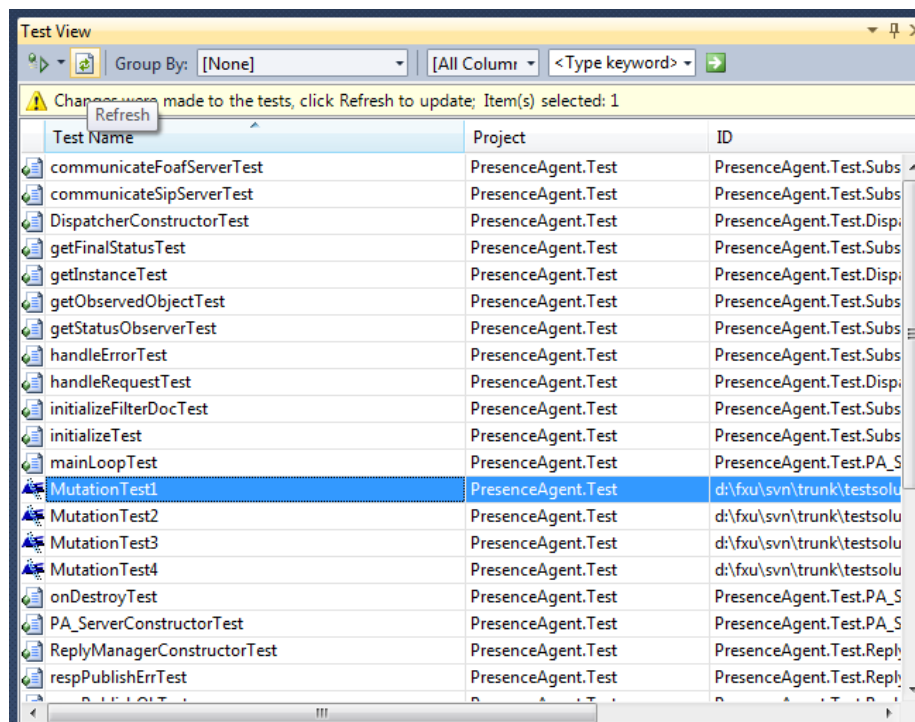 Test View
Group By: [None] [All Colum <Type keyword>
Changes were made to the tests, click Refresh to update; Item(s) selected: 1
Refresh
Test Name Project ID
communicateFoafServerTest PresenceAgent.Test PresenceAgent.Test.Subs
communicateSipServerTest PresenceAgent.Test PresenceAgent.Test.Subs
DispatcherConstructorTest PresenceAgent.Test PresenceAgent.Test.Dispa
getFinalStatusTest PresenceAgent.Test PresenceAgent.Test.Subs
getInstanceTest PresenceAgent.Test PresenceAgent.Test.Dispa
getObservedObjectTest PresenceAgent.Test PresenceAgent.Test.Subs
getStatusObserverTest PresenceAgent.Test PresenceAgent.Test.Subs
handleErrorTest PresenceAgent.Test PresenceAgent.Test.Subs
handleRequestTest PresenceAgent.Test PresenceAgent.Test.Dispa
initializeFilterDocTest PresenceAgent.Test PresenceAgent.Test.Subs
initializeTest PresenceAgent.Test PresenceAgent.Test.Subs
mainLoopTest PresenceAgent.Test PresenceAgent.Test.PA_S
MutationTest1 PresenceAgent.Test d:\fxu\svn\trunk\testsolu
MutationTest2 PresenceAgent.Test d:\fxu\svn\trunk\testsolu
MutationTest3 PresenceAgent.Test d:\fxu\svn\trunk\testsolu
MutationTest4 PresenceAgent.Test d:\fxu\svn\trunk\testsolu
onDestroyTest PresenceAgent.Test PresenceAgent.Test.PA_S
PA_ServerConstructorTest PresenceAgent.Test PresenceAgent.Test.PA_S
ReplyManagerConstructorTest PresenceAgent.Test PresenceAgent.Test.Reply
respPublishErrTest PresenceAgent.Test PresenceAgent.Test.Reply